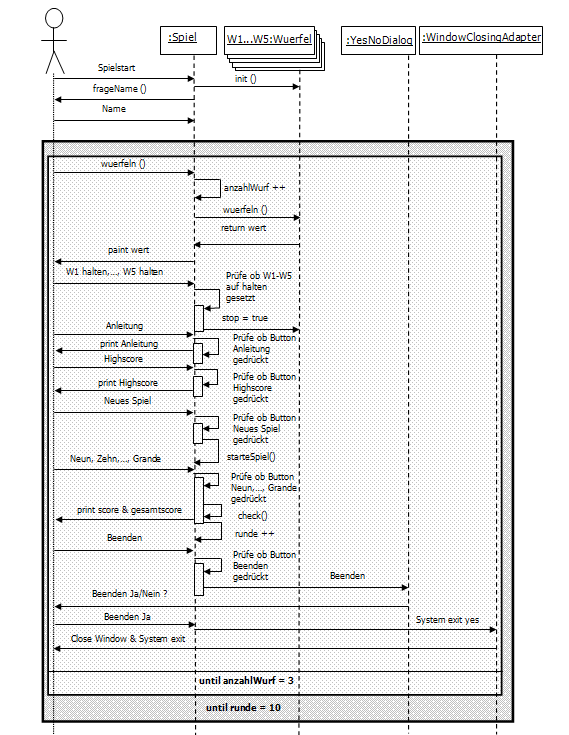 :Spiel
W1...W5:Wuerfel
:YesNoDialog
:WindowClosingAdapter
Spielstart
init ()
frageName ()
Name
wuerfeln ()
anzahlWurf ++
wuerfeln ()
return wert
paint wert
W1 halten,..., W5 halten
Prüfe ob W1-W5
auf halten
gesetzt
stop = true
Anleitung
Prüfe ob Button
Anleitung
gedrückt
print Anleitung
Highscore
Prüfe ob Button
Highscore
gedrückt
print Highscore
Neues Spiel
Prüfe ob Button
Neues Spiel
gedrückt
starteSpiel()
Neun, Zehn,..., Grande
Prüfe ob Button
Neun,..., Grande
gedrückt
print score & gesamtscore
check()
runde ++
Beenden
Prüfe ob Button
Beenden
gedrückt
Beenden
Beenden Ja/Nein ?
Beenden Ja
System exit yes
Close Window & System exit
until anzahlWurf = 3
until runde = 10